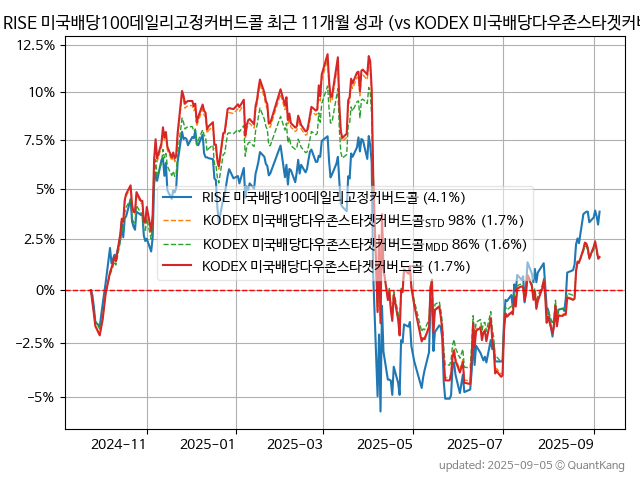 RISE 미국배당100데일리고정커버드콜 최근 11개월 성과 (vs KODEX 미국배당다우존스타겟커버
12.5%
10%
7.5%
5%
2.5%
0%
−2.5%
−5%
RISE 미국배당100데일리고정커버드콜 (4.1%)
KODEX 미국배당다우존스타겟커버드콜STD 98% (1.7%)
KODEX 미국배당다우존스타겟커버드콜MDD 86% (1.6%)
KODEX 미국배당다우존스타겟커버드콜 (1.7%)
2024-11 2025-01 2025-03 2025-05 2025-07 2025-09
updated: 2025-09-05 © QuantKang